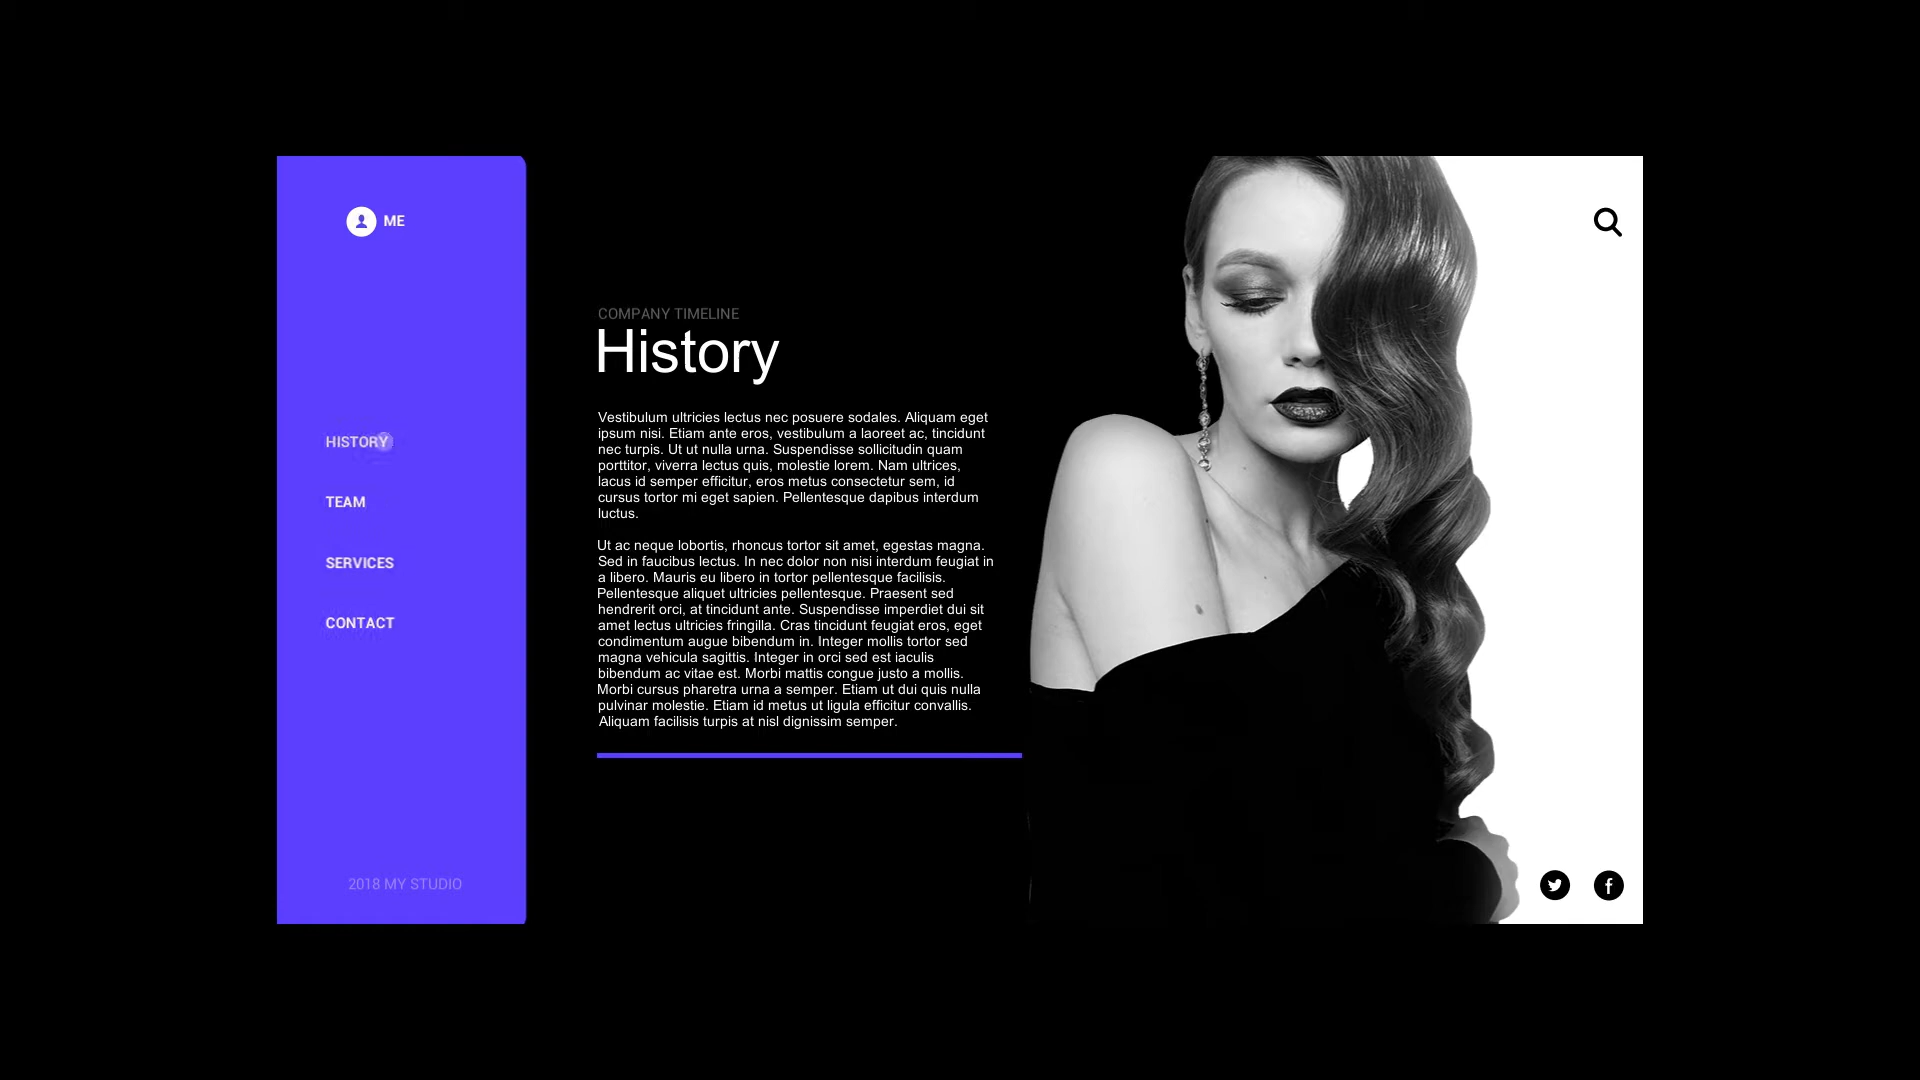 ME
HISTORY
TEAM
SERVICES
CONTACT
2018 MY STUDIO
COMPANY TIMELINE
History
Vestibulum ultricies lectus nec posuere sodales. Aliquam eget
ipsum nisi. Etiam ante eros, vestibulum a laoreet ac, tincidunt
nec turpis. Ut ut nulla urna. Suspendisse sollicitudin quam
porttitor, viverra lectus quis, molestie lorem. Nam ultrices,
lacus id semper efficitur, eros metus consectetur sem, id
cursus tortor mi eget sapien. Pellentesque dapibus interdum
luctus.
Ut ac neque lobortis, rhoncus tortor sit amet, egestas magna.
Sed in faucibus lectus. In nec dolor non nisi interdum feugiat in
a libero. Mauris eu libero in tortor pellentesque facilisis.
Pellentesque aliquet ultricies pellentesque. Praesent sed
hendrerit orci, at tincidunt ante. Suspendisse imperdiet dui sit
amet lectus ultricies fringilla. Cras tincidunt feugiat eros, eget
condimentum augue bibendum in. Integer mollis tortor sed
magna vehicula sagittis. Integer in orci sed est iaculis
bibendum ac vitae est. Morbi mattis congue justo a mollis.
Morbi cursus pharetra urna a semper. Etiam ut dui quis nulla
pulvinar molestie. Etiam id metus ut ligula efficitur convallis.
Aliquam facilisis turpis at nisl dignissim semper.